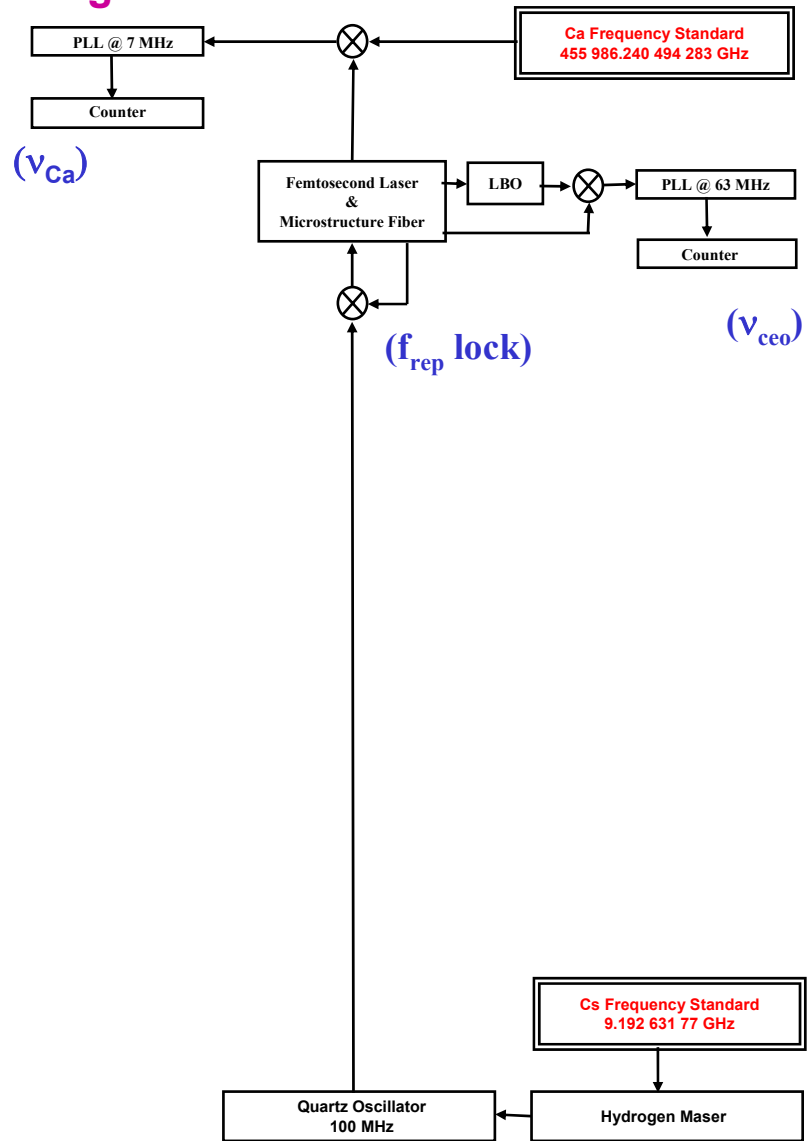 g
PLL @ 7 MHz
Ca Frequency Standard
455 986.240 494 283 GHz
Counter
(νCa)
Femtosecond Laser
&
Microstructure Fiber
LBO
PLL @ 63 MHz
Counter
(νceo)
(frep lock)
Cs Frequency Standard
9.192 631 77 GHz
Quartz Oscillator
100 MHz
Hydrogen Maser